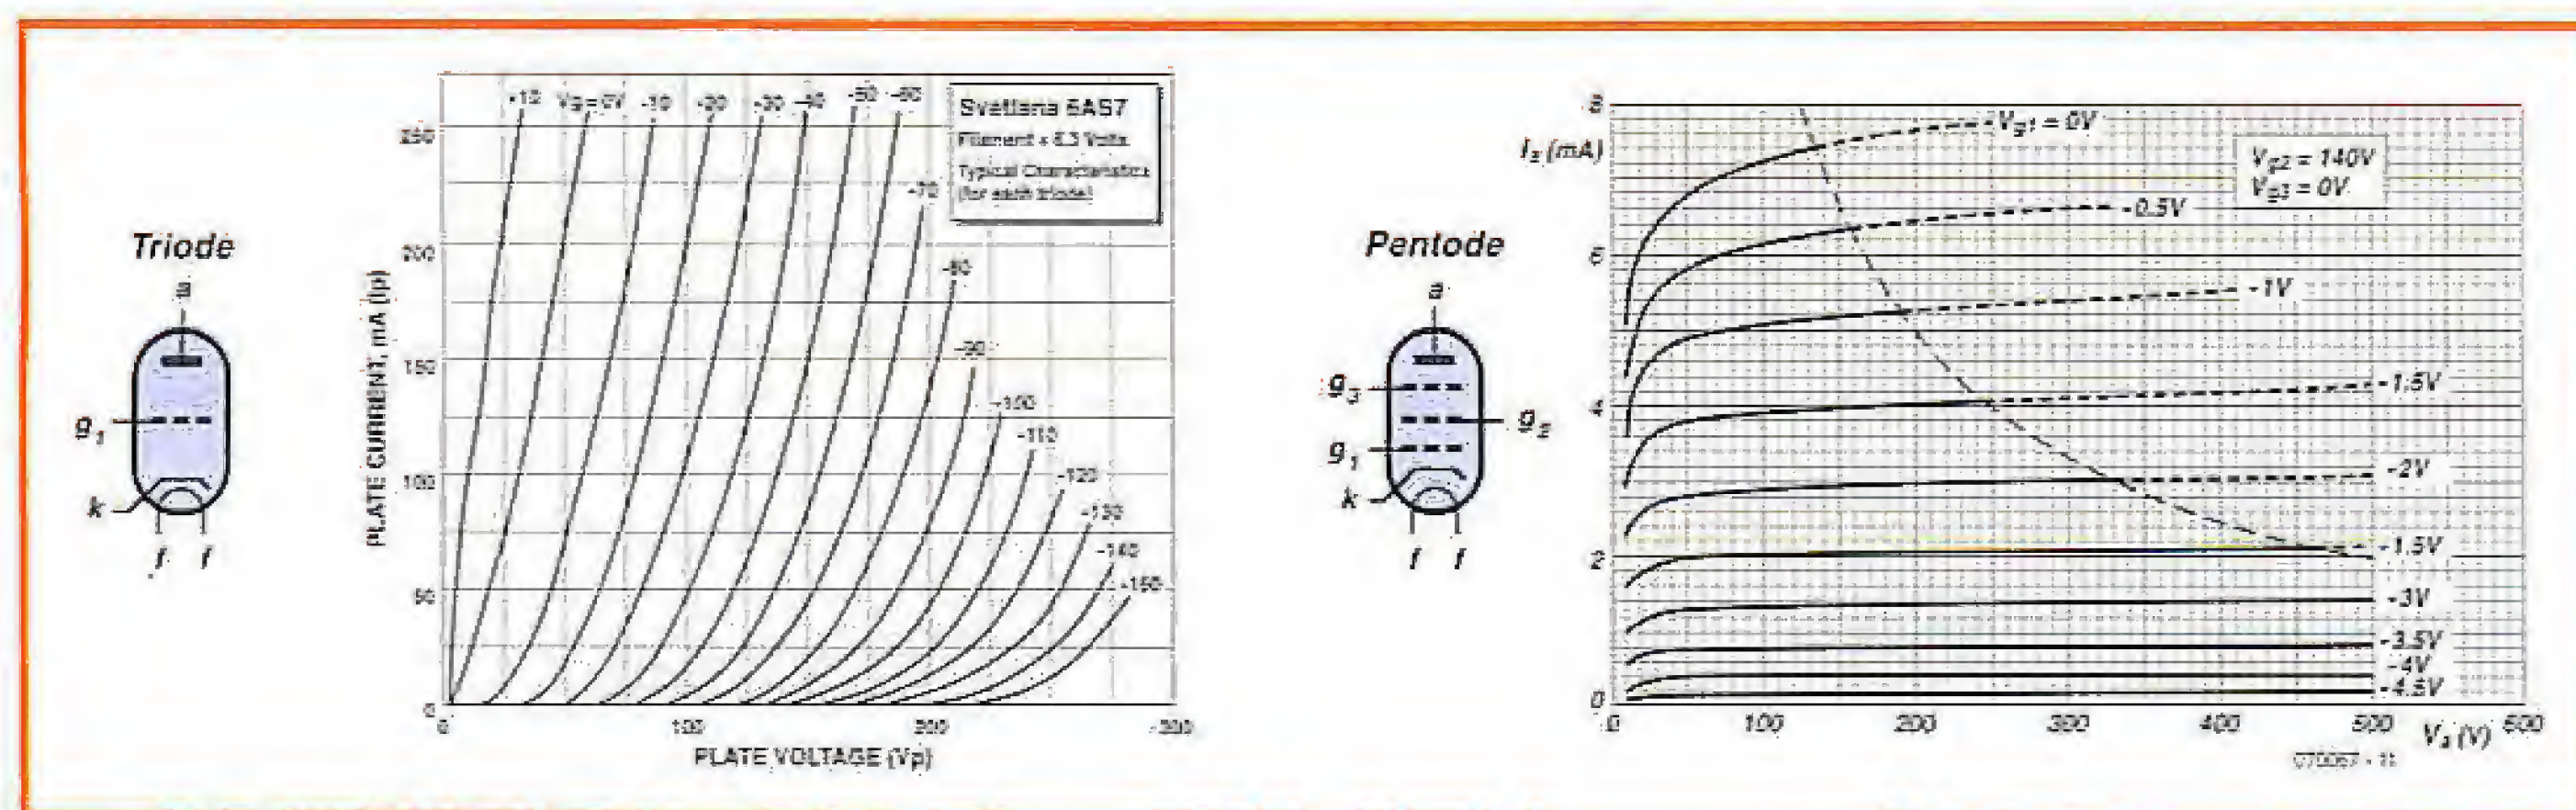 Triode
a
g1
k
f f
PLATE CURRENT, mA (Ip)
250
200
150
100
50
0
-10 Vg=0V -10 -20 -30 -40 -50 -60
-70
-80
-90
-100
-110
-120
-130
-140
-150
Svetlana 6AS7
Filament = 6.3 Volts
Typical Characteristics
(for each triode)
0 100 200 300
PLATE VOLTAGE (Vp)
Pentode
a
g3
g2
g1
k
f f
Ia (mA)
8
6
4
2
0
Vg1 = 0V
-0.5V
-1V
-1.5V
-2V
-1.5V
-3V
-3.5V
-4V
-4.5V
Vg2 = 140V
Vg3 = 0V
0 100 200 300 400 500 600
Va (V)
070067 - 11